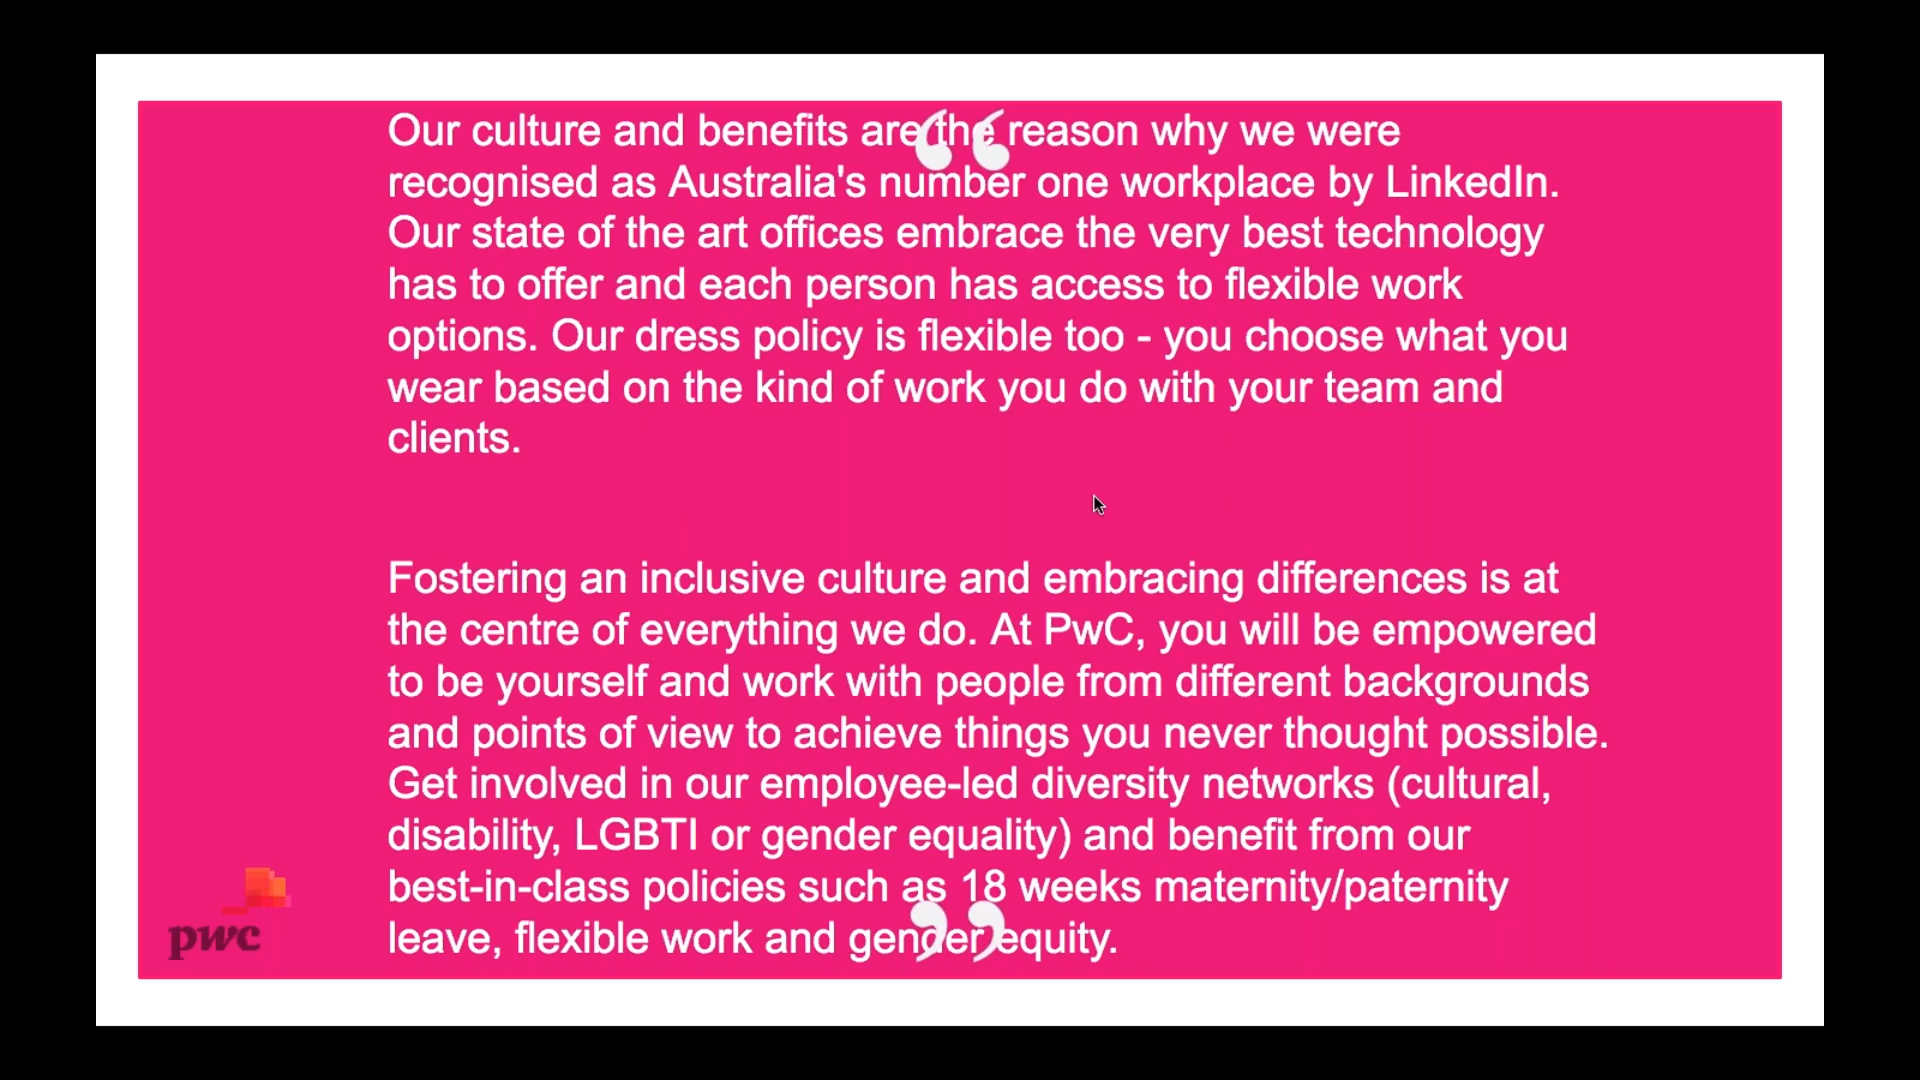 Our culture and benefits are the reason why we were
recognised as Australia's number one workplace by LinkedIn.
Our state of the art offices embrace the very best technology
has to offer and each person has access to flexible work
options. Our dress policy is flexible too - you choose what you
wear based on the kind of work you do with your team and
clients.
Fostering an inclusive culture and embracing differences is at
the centre of everything we do. At PwC, you will be empowered
to be yourself and work with people from different backgrounds
and points of view to achieve things you never thought possible.
Get involved in our employee-led diversity networks (cultural,
disability, LGBTI or gender equality) and benefit from our
best-in-class policies such as 18 weeks maternity/paternity
leave, flexible work and gender equity.
pwc